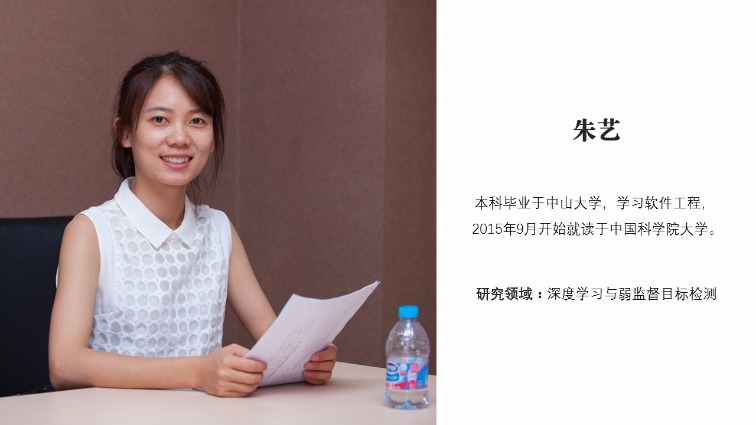 朱艺
本科毕业于中山大学，学习软件工程，
2015年9月开始就读于中国科学院大学。
研究领域：深度学习与弱监督目标检测